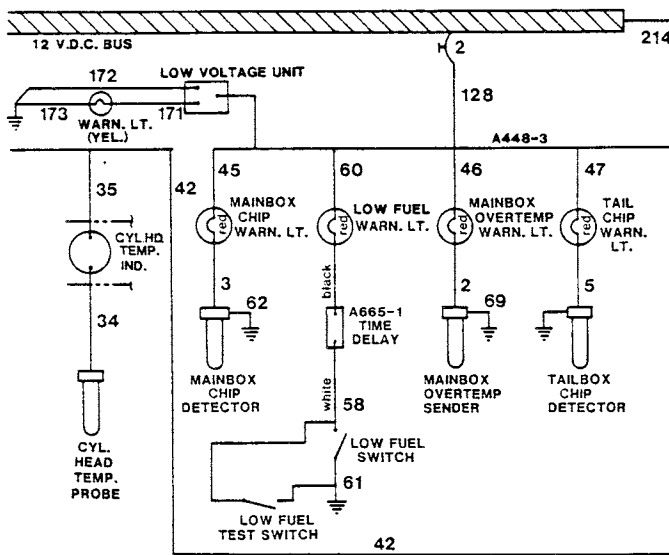 214
2
12 V.D.C. BUS
172
LOW VOLTAGE UNIT
173
171
WARN. LT.
(YEL.)
128
A448-3
35
42
45
60
46
47
MAINBOX
CHIP
WARN. LT.
red
LOW FUEL
WARN. LT.
red
MAINBOX
OVERTEMP
WARN. LT.
red
TAIL
CHIP
WARN.
LT.
red
CYL.HD.
TEMP.
IND.
3
62
black
A665-1
TIME
DELAY
2
69
5
34
MAINBOX
CHIP
DETECTOR
MAINBOX
OVERTEMP
SENDER
TAILBOX
CHIP
DETECTOR
white
58
CYL.
HEAD
TEMP.
PROBE
LOW FUEL
SWITCH
61
LOW FUEL
TEST SWITCH
42